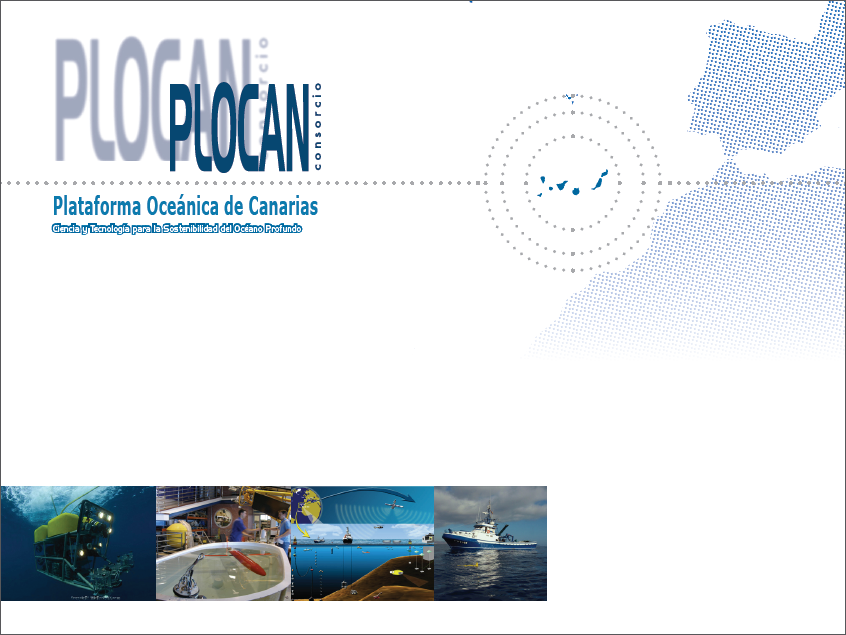 PLOCAN
consorcio
PLOCAN
consorcio
Plataforma Oceánica de Canarias
Ciencia y Tecnología para la Sostenibilidad del Océano Profundo